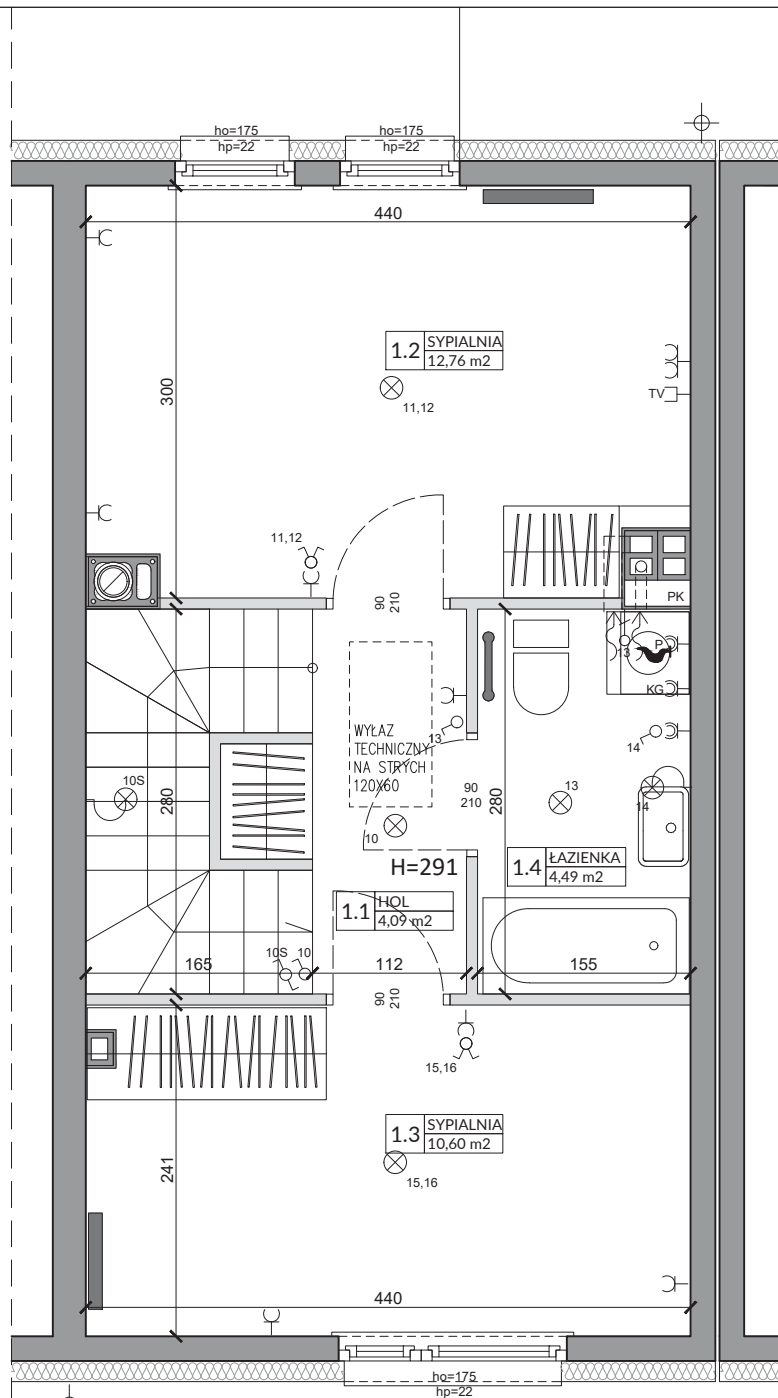 ho=175
hp=22
ho=175
hp=22
440
1.2
SYPIALNIA
12,76 m2
300
11,12
TV
11,12
90
210
PK
P
13
KG
13
WYŁAZ
TECHNICZNY
NA STRYCH
120X60
14
10S
280
90
210
280
13
14
10
H=291
1.4
ŁAZIENKA
4,49 m2
1.1
HOL
4,09 m2
10S
10
165
112
155
90
210
15,16
1.3
SYPIALNIA
10,60 m2
241
15,16
440
ho=175
hp=22